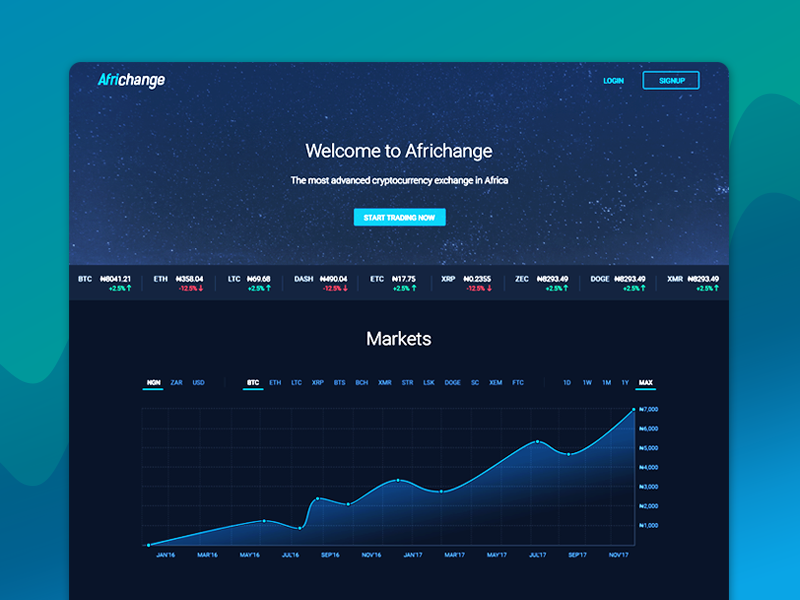 Africhange
LOGIN SIGNUP
Welcome to Africhange
The most advanced cryptocurrency exchange in Africa
START TRADING NOW
BTC ₦8041.21 ETH ₦358.04 LTC ₦69.68 DASH ₦490.04 ETC ₦17.75 XRP ₦0.2355 ZEC ₦8293.49 DOGE ₦8293.49 XMR ₦8293.49
+2.5%↑ -12.5%↓ +2.5%↑ -12.5%↓ +2.5%↑ -12.5%↓ +2.5%↑ +2.5%↑ +2.5%↑
Markets
NGN ZAR USD BTC ETH LTC XRP BTS BCH XMR STR LSK DOGE SC XEM FTC 1D 1W 1M 1Y MAX
₦7,000
₦6,000
₦5,000
₦4,000
₦3,000
₦2,000
₦1,000
JAN'16 MAR'16 MAY'16 JUL'16 SEP'16 NOV'16 JAN'17 MAR'17 MAY'17 JUL'17 SEP'17 NOV'17